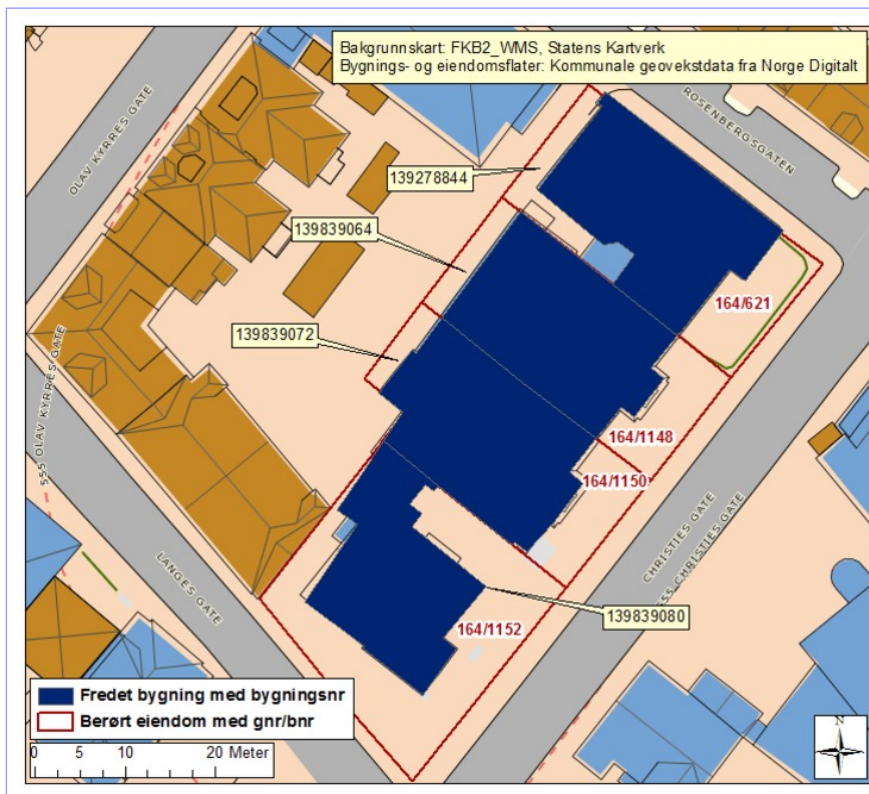 Bakgrunnskart: FKB2_WMS, Statens Kartverk
Bygnings- og eiendomsflater: Kommunale geovekstdata fra Norge Digitalt
ROSENBERGSGATEN
OLAV KYRRES GATE
139278844
139839064
164/621
139839072
555 OLAV KYRRES GATE
164/1148
164/1150
CHRISTIES GATE
555 CHRISTIES GATE
LANGES GATE
139839080
164/1152
Fredet bygning med bygningsnr
Berørt eiendom med gnr/bnr
0 5 10 20 Meter
N